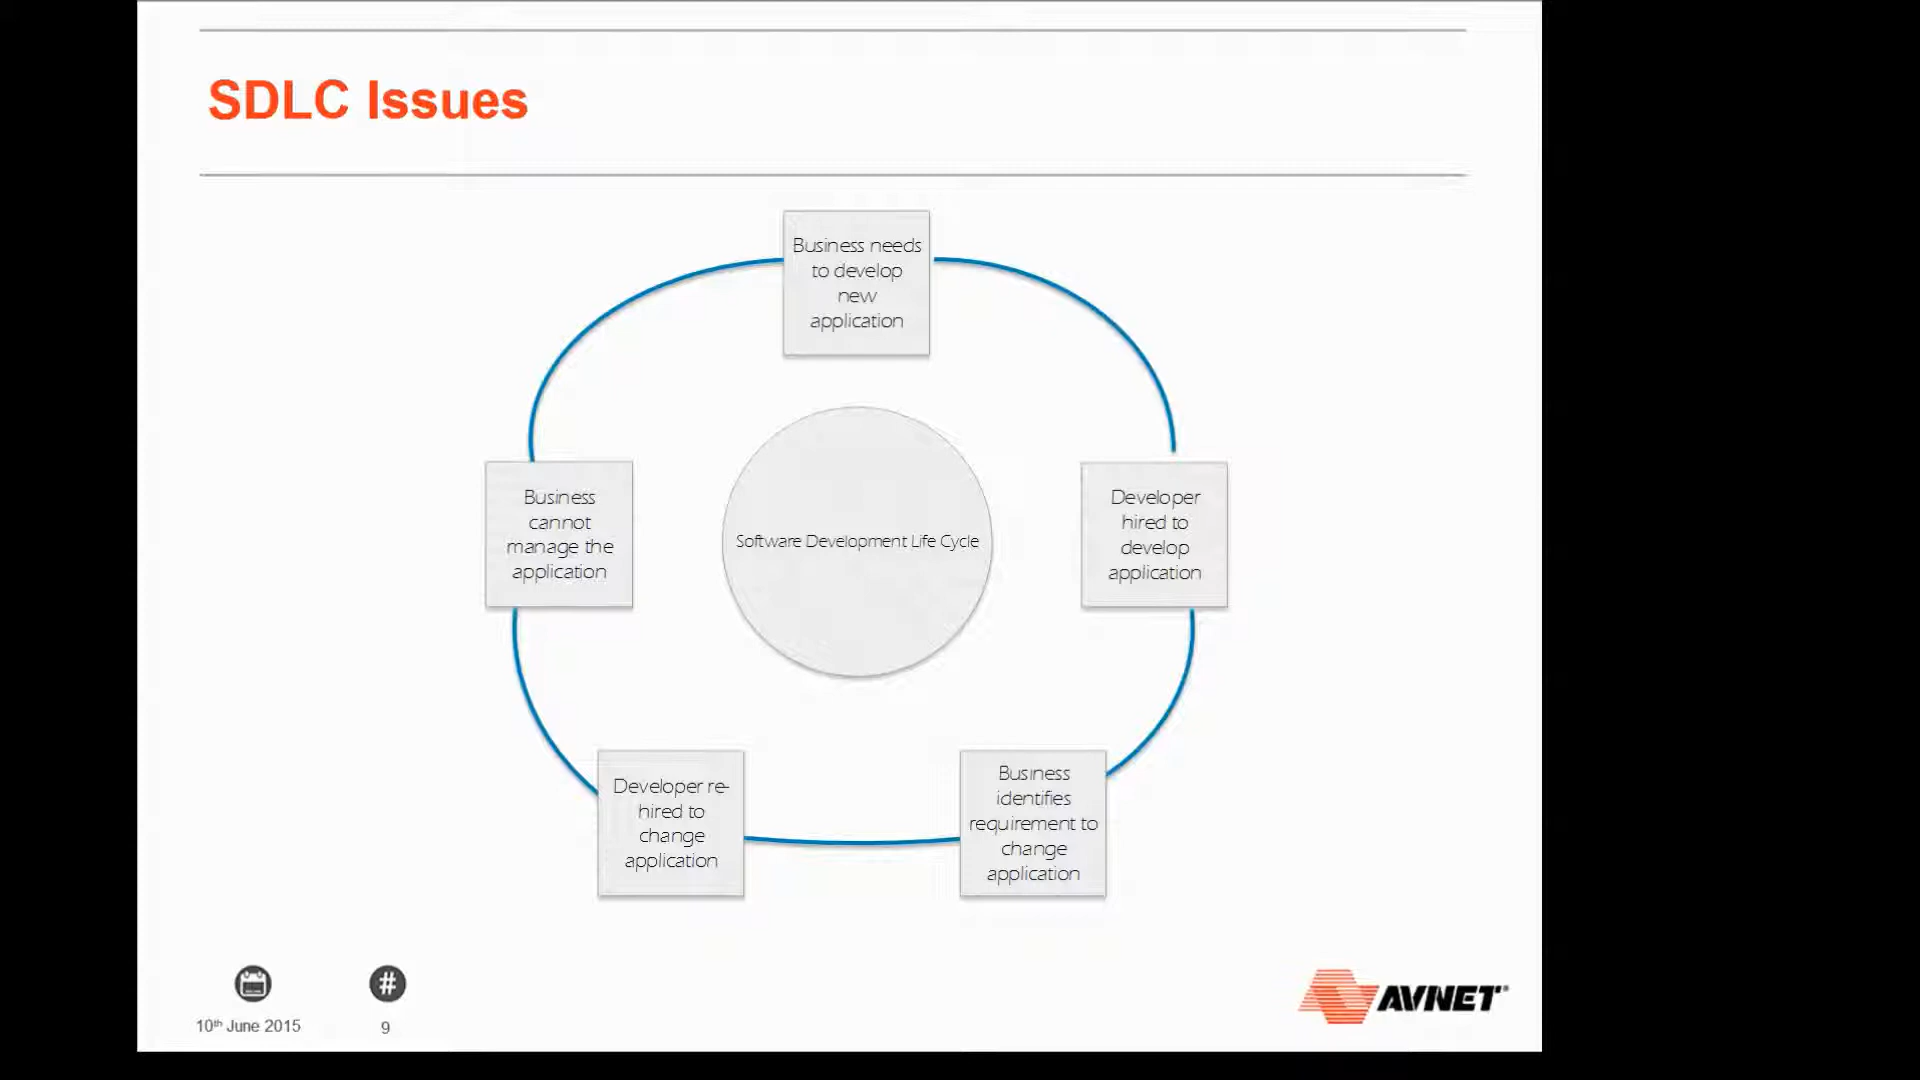 SDLC Issues
Business needs
to develop
new
application
Business
cannot
manage the
application
Software Development Life Cycle
Developer
hired to
develop
application
Developer re-
hired to
change
application
Business
identifies
requirement to
change
application
#
10th June 2015
9
AVNET